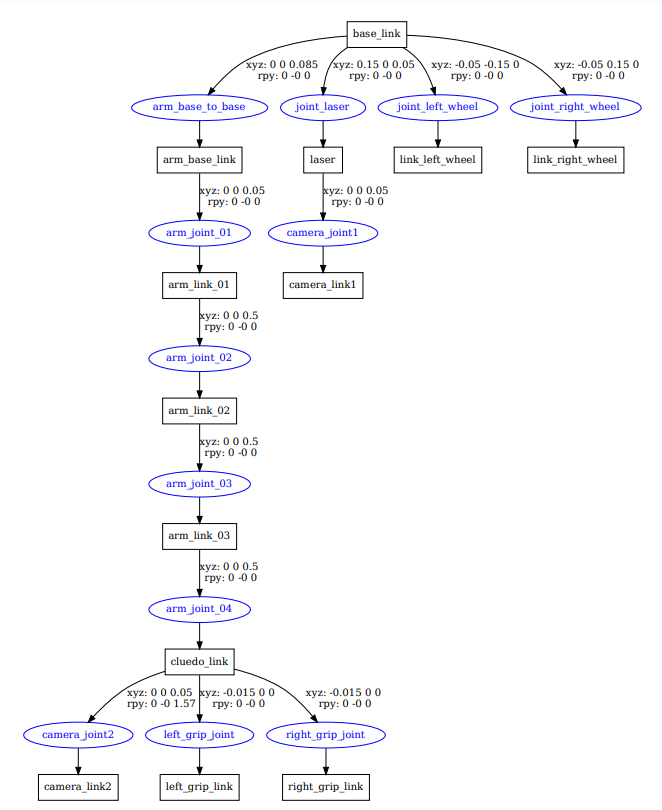 base_link
xyz: 0 0 0.085
rpy: 0 -0 0
xyz: 0.15 0 0.05
rpy: 0 -0 0
xyz: -0.05 -0.15 0
rpy: 0 -0 0
xyz: -0.05 0.15 0
rpy: 0 -0 0
arm_base_to_base
joint_laser
joint_left_wheel
joint_right_wheel
arm_base_link
laser
link_left_wheel
link_right_wheel
xyz: 0 0 0.05
rpy: 0 -0 0
xyz: 0 0 0.05
rpy: 0 -0 0
arm_joint_01
camera_joint1
arm_link_01
camera_link1
xyz: 0 0 0.5
rpy: 0 -0 0
arm_joint_02
arm_link_02
xyz: 0 0 0.5
rpy: 0 -0 0
arm_joint_03
arm_link_03
xyz: 0 0 0.5
rpy: 0 -0 0
arm_joint_04
cluedo_link
xyz: 0 0 0.05
rpy: 0 -0 1.57
xyz: -0.015 0 0
rpy: 0 -0 0
xyz: -0.015 0 0
rpy: 0 -0 0
camera_joint2
left_grip_joint
right_grip_joint
camera_link2
left_grip_link
right_grip_link